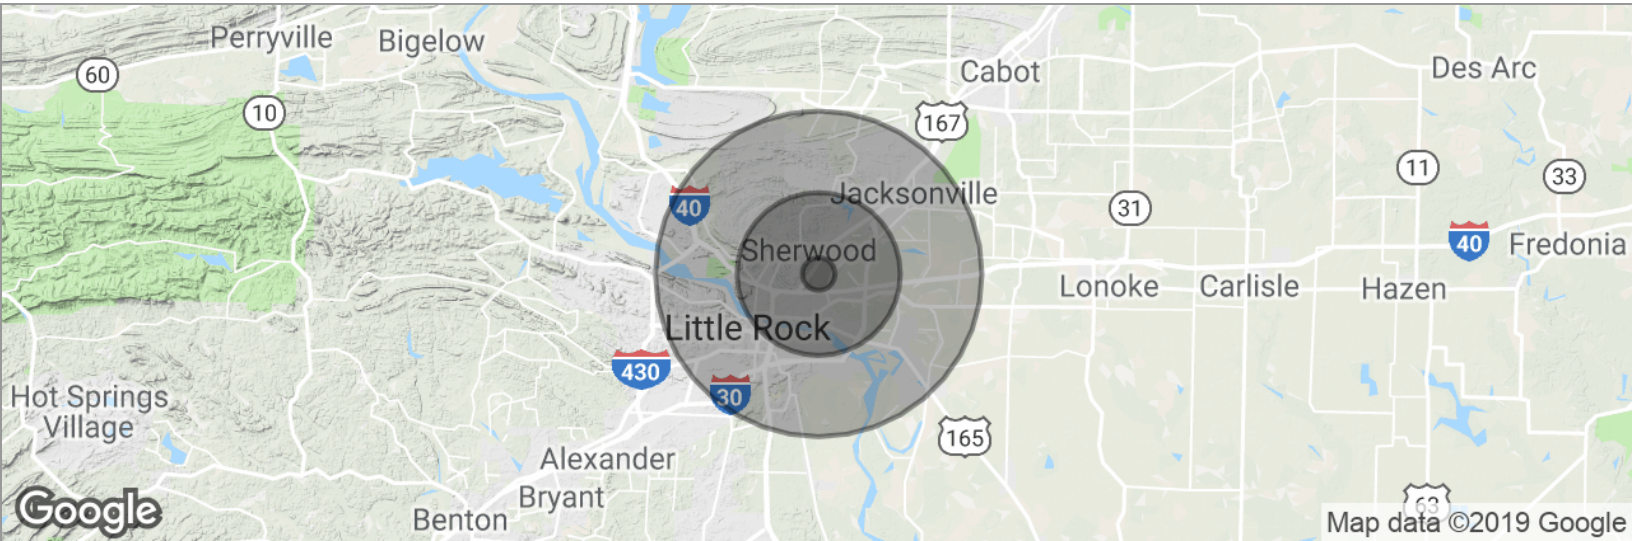 Perryville
Bigelow
60
10
Cabot
Des Arc
167
11
33
40
Jacksonville
31
Sherwood
40
Fredonia
Lonoke
Carlisle
Hazen
Little Rock
430
30
Hot Springs
Village
165
Alexander
Bryant
Benton
63
Google
Map data ©2019 Google